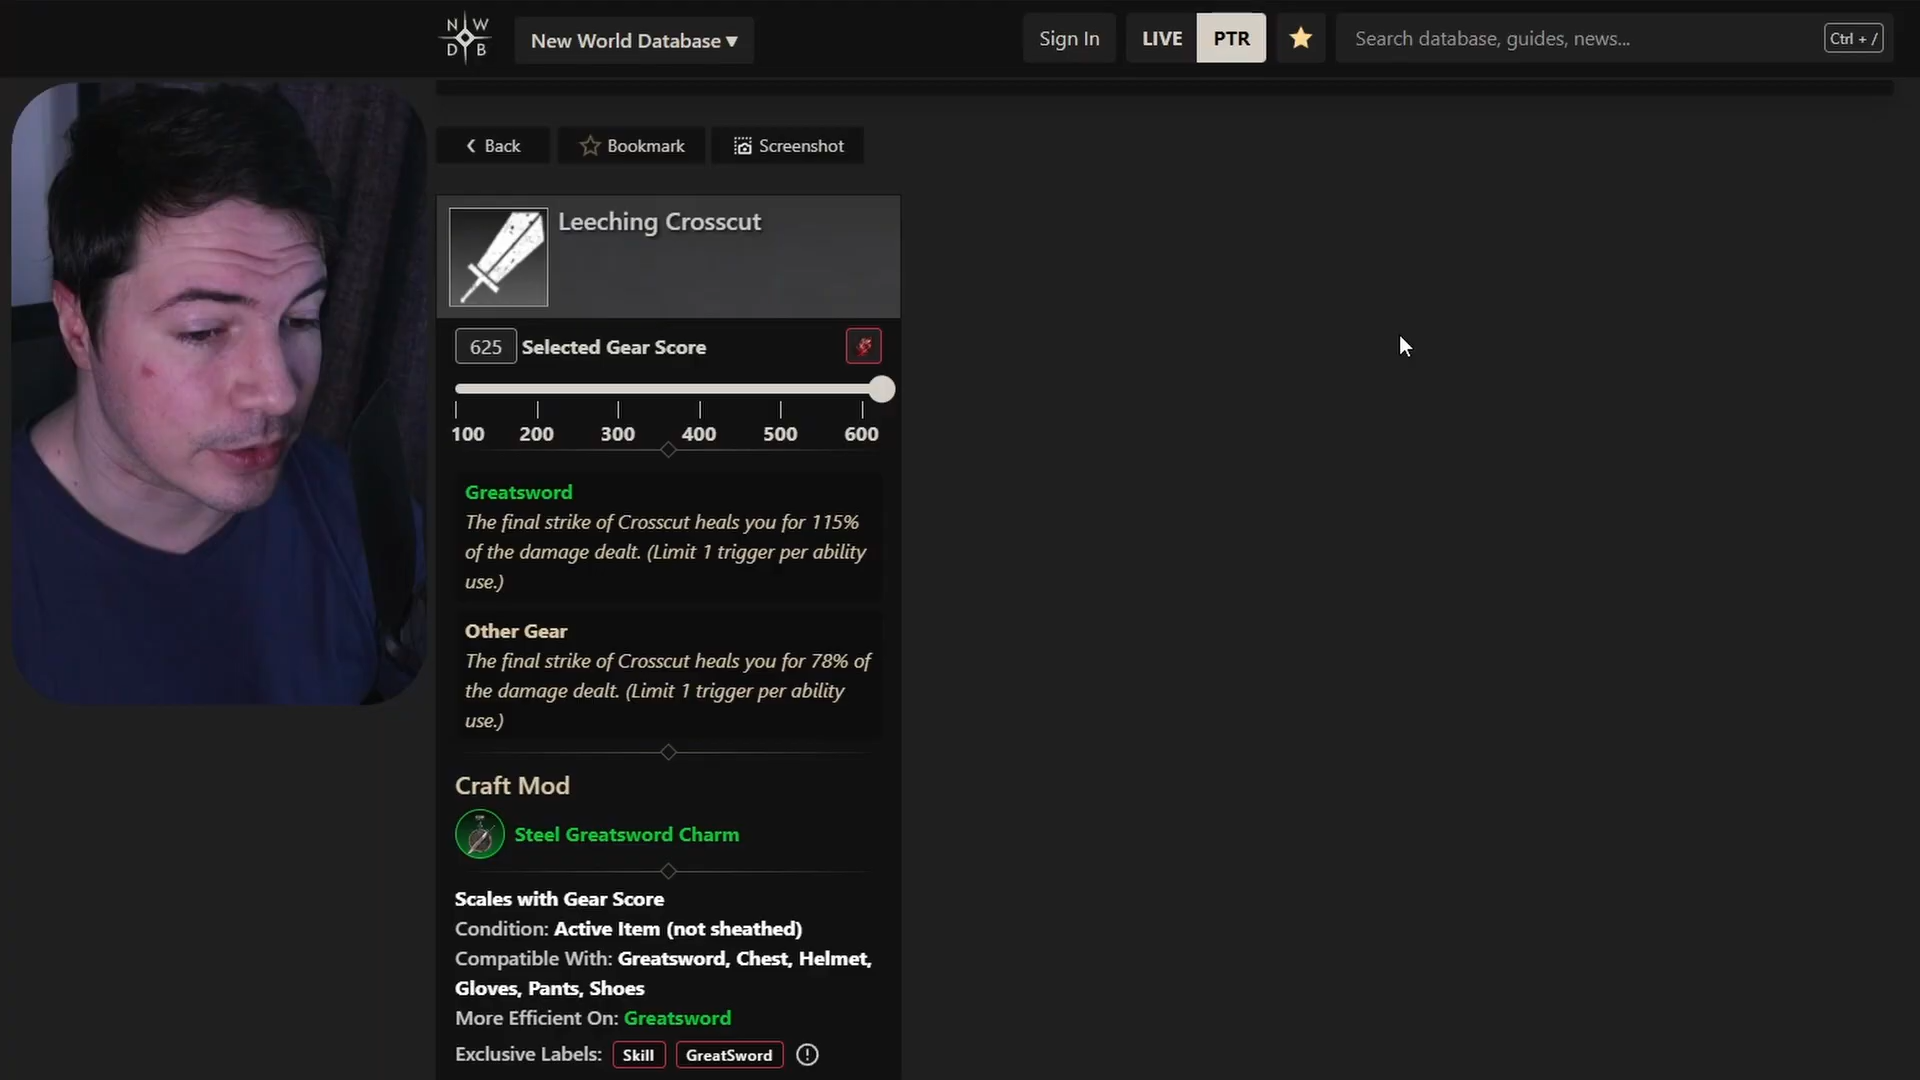 NW
DB
New World Database ▾
Sign In
LIVE
PTR
Search database, guides, news...
Ctrl + /
Back
Bookmark
Screenshot
Leeching Crosscut
625 Selected Gear Score
100 200 300 400 500 600
Greatsword
The final strike of Crosscut heals you for 115%
of the damage dealt. (Limit 1 trigger per ability
use.)
Other Gear
The final strike of Crosscut heals you for 78% of
the damage dealt. (Limit 1 trigger per ability
use.)
Craft Mod
Steel Greatsword Charm
Scales with Gear Score
Condition: Active Item (not sheathed)
Compatible With: Greatsword, Chest, Helmet,
Gloves, Pants, Shoes
More Efficient On: Greatsword
Exclusive Labels: Skill GreatSword